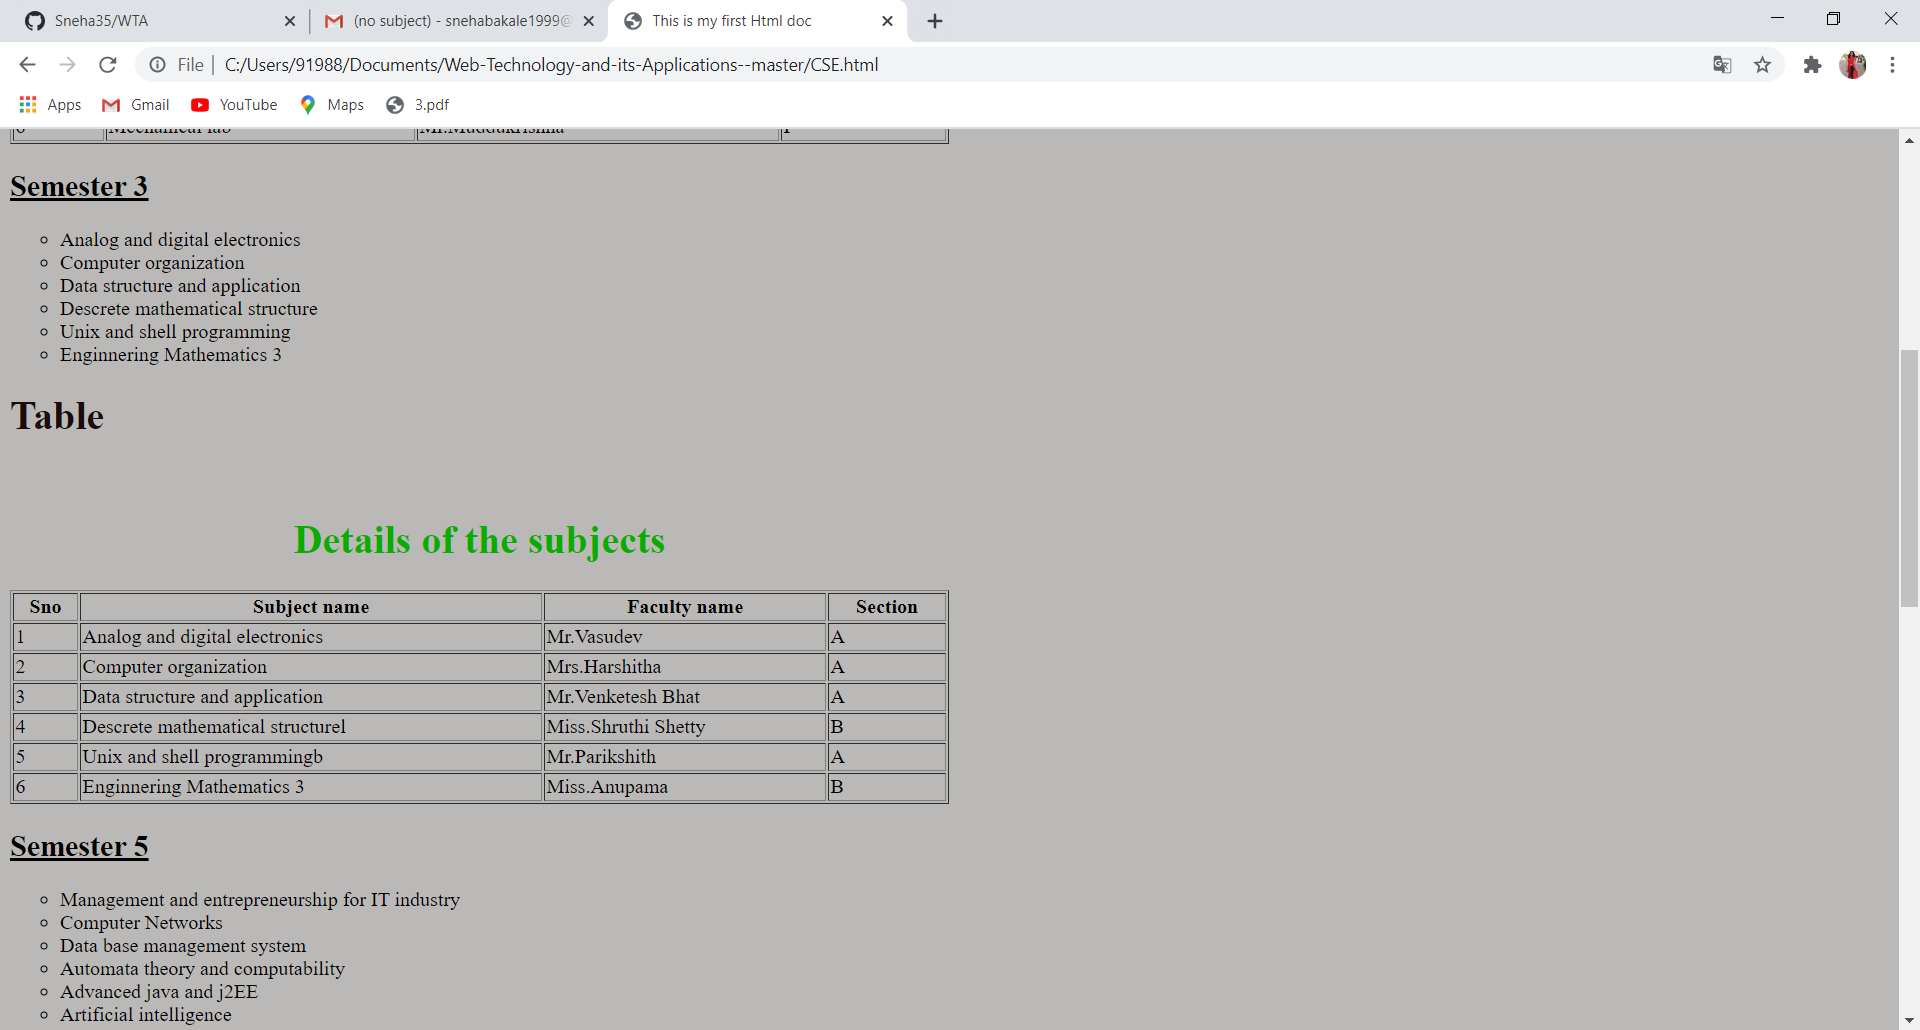 Sneha35/WTA
(no subject) - snehabakale1999@
This is my first Html doc
File | C:/Users/91988/Documents/Web-Technology-and-its-Applications--master/CSE.html
Apps Gmail YouTube Maps 3.pdf
Semester 3
Analog and digital electronics
Computer organization
Data structure and application
Descrete mathematical structure
Unix and shell programming
Enginnering Mathematics 3
Table
Details of the subjects
Sno Subject name Faculty name Section
1 Analog and digital electronics Mr.Vasudev A
2 Computer organization Mrs.Harshitha A
3 Data structure and application Mr.Venketesh Bhat A
4 Descrete mathematical structurel Miss.Shruthi Shetty B
5 Unix and shell programmingb Mr.Parikshith A
6 Enginnering Mathematics 3 Miss.Anupama B
Semester 5
Management and entrepreneurship for IT industry
Computer Networks
Data base management system
Automata theory and computability
Advanced java and j2EE
Artificial intelligence